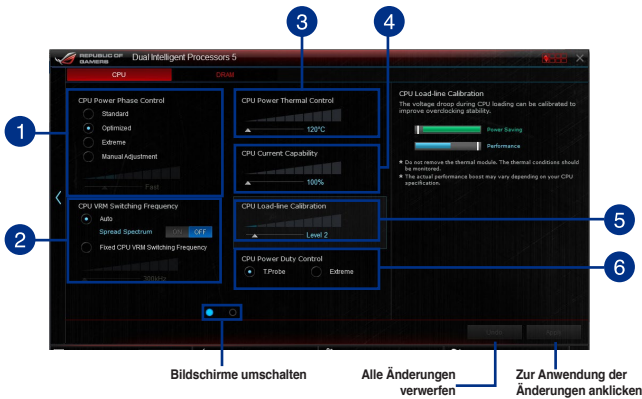 3
4
REPUBLIC OF
GAMERS
Dual Intelligent Processors 5
CPU
DRAM
1
CPU Power Phase Control
Standard
Optimized
Extreme
Manual Adjustment
Fast
2
CPU VRM Switching Frequency
Auto
Spread Spectrum
ON
OFF
Fixed CPU VRM Switching Frequency
300kHz
CPU Power Thermal Control
120°C
CPU Current Capability
100%
CPU Load-line Calibration
Level 2
5
CPU Power Duty Control
T.Probe
Extreme
6
CPU Load-line Calibration
The voltage droop during CPU loading can be calibrated to
improve overclocking stability.
Power Saving
Performance
* Do not remove the thermal module. The thermal conditions should
be monitored.
* The actual performance boost may vary depending on your CPU
specification.
Undo
Apply
Bildschirme umschalten
Alle Änderungen
verwerfen
Zur Anwendung der
Änderungen anklicken